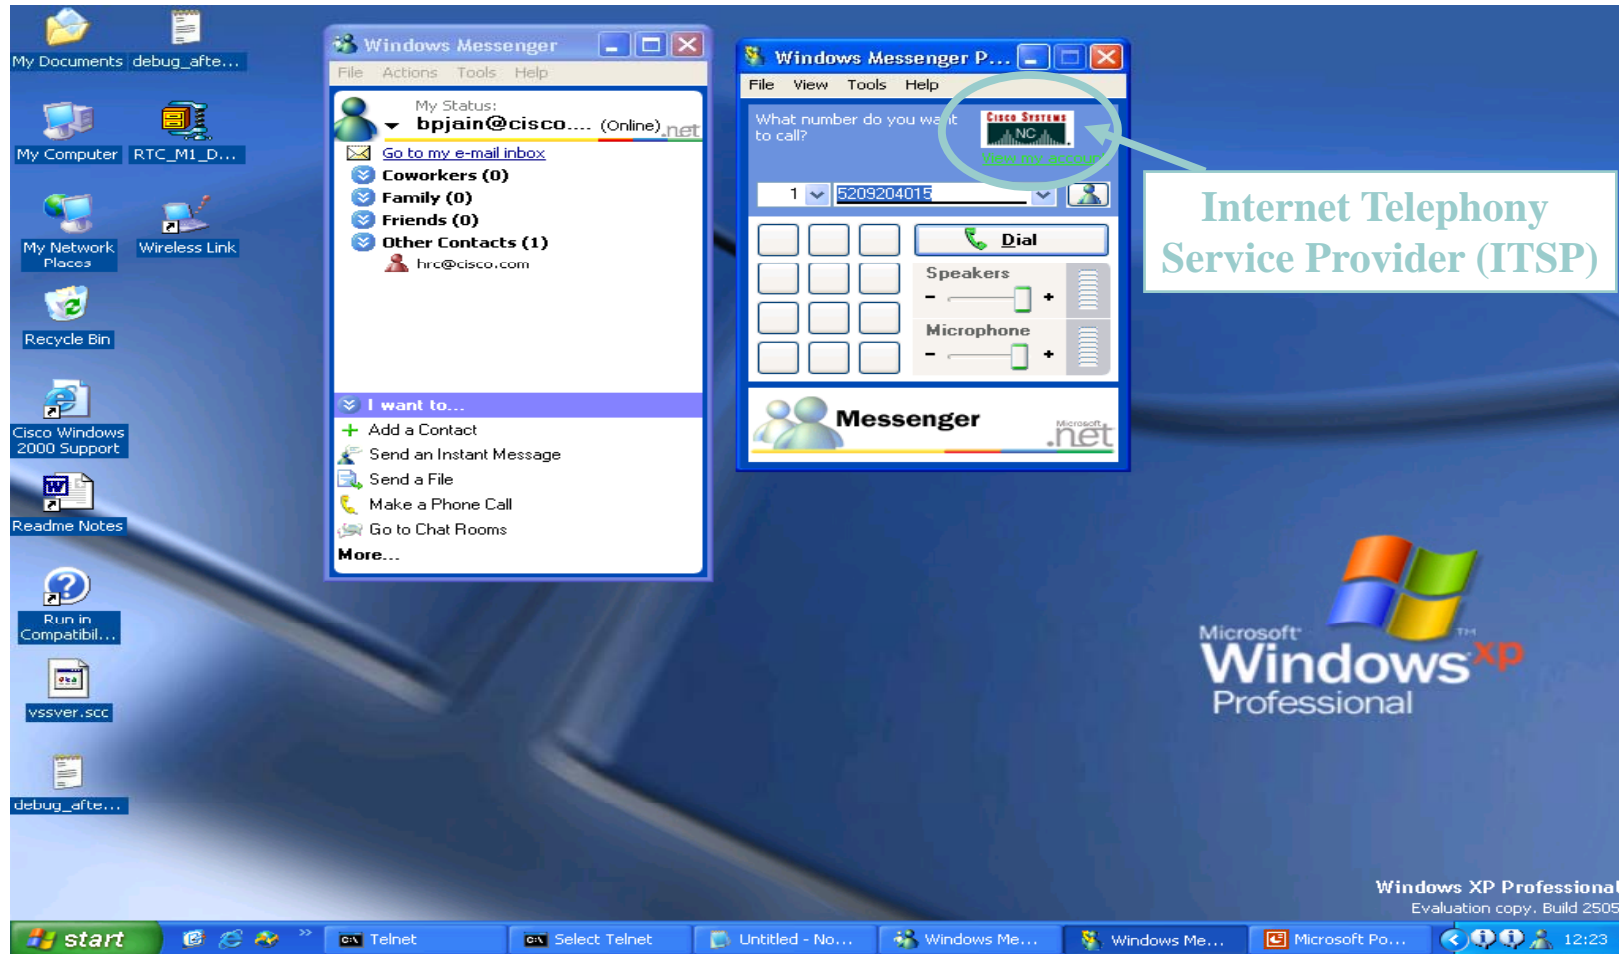 My Documents
debug_afte...
My Computer
RTC_M1_D...
My Network
Places
Wireless Link
Recycle Bin
Cisco Windows
2000 Support
Readme Notes
Run in
Compatibil...
vssver.scc
debug_afte...
Windows Messenger
File Actions Tools Help
My Status:
bpjain@cisco.... (Online)
.net
Go to my e-mail inbox
Coworkers (0)
Family (0)
Friends (0)
Other Contacts (1)
hrc@cisco.com
I want to...
Add a Contact
Send an Instant Message
Send a File
Make a Phone Call
Go to Chat Rooms
More...
Windows Messenger P...
File View Tools Help
What number do you want
to call?
CISCO SYSTEMS
NC
View my account
1 5209204015
Dial
Speakers
- +
Microphone
- +
Messenger
Microsoft
.net
Internet Telephony
Service Provider (ITSP)
Microsoft
Windows xp
TM
Professional
Windows XP Professional
Evaluation copy. Build 2505
start
Telnet
Select Telnet
Untitled - No...
Windows Me...
Windows Me...
Microsoft Po...
12:23